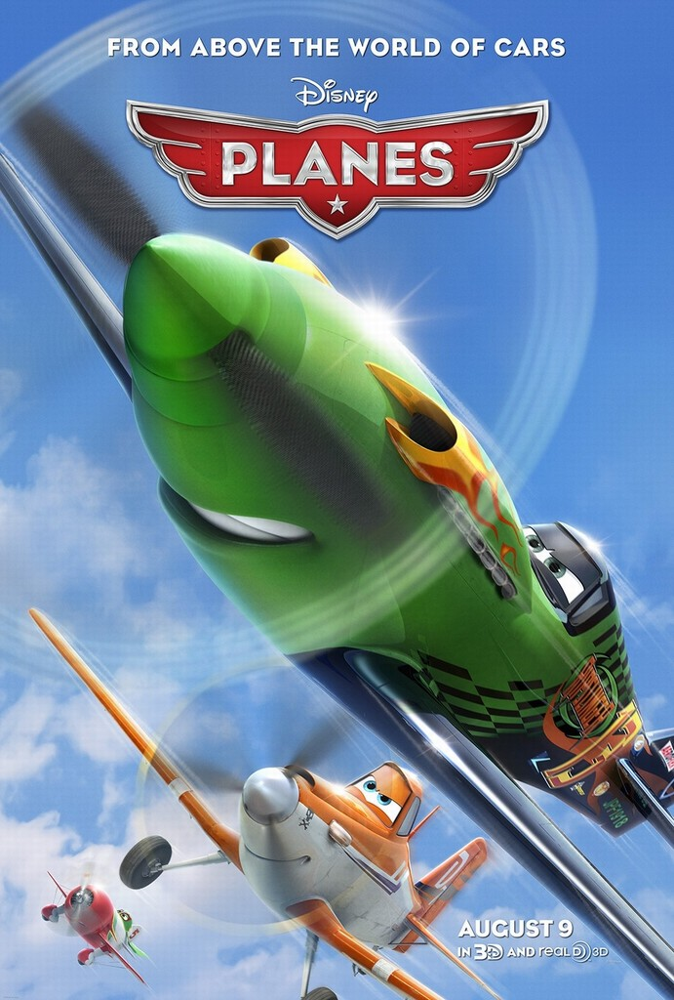 FROM ABOVE THE WORLD OF CARS
Disney
PLANES
AUGUST 9
IN 3D AND REAL D 3D